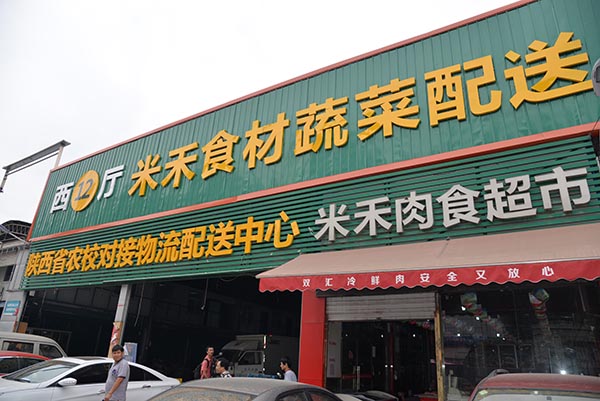 西 厅 米禾食材蔬菜配送
陕西省农校对接物流配送中心
米禾肉食超市
双汇冷鲜肉安全又放心